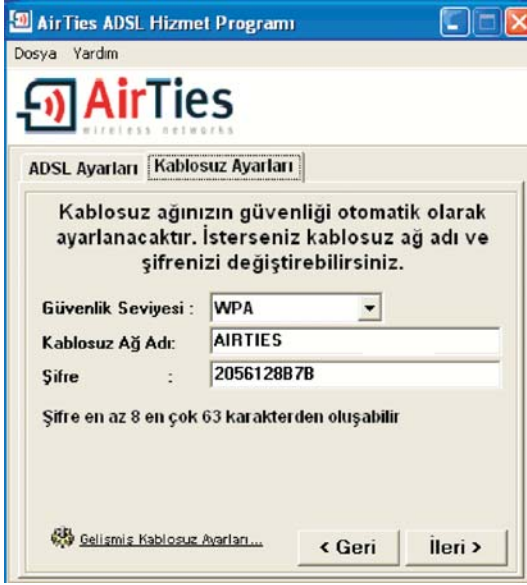 AirTies ADSL Hizmet Programı
Dosya Yardım
AirTies
wireless networks
ADSL Ayarları Kablosuz Ayarları
Kablosuz ağınızın güvenliği otomatik olarak
ayarlanacaktır. İsterseniz kablosuz ağ adı ve
şifrenizi değiştirebilirsiniz.
Güvenlik Seviyesi : WPA
Kablosuz Ağ Adı: AIRTIES
Şifre : 2056128B7B
Şifre en az 8 en çok 63 karakterden oluşabilir
Gelişmiş Kablosuz Ayarları... < Geri İleri >